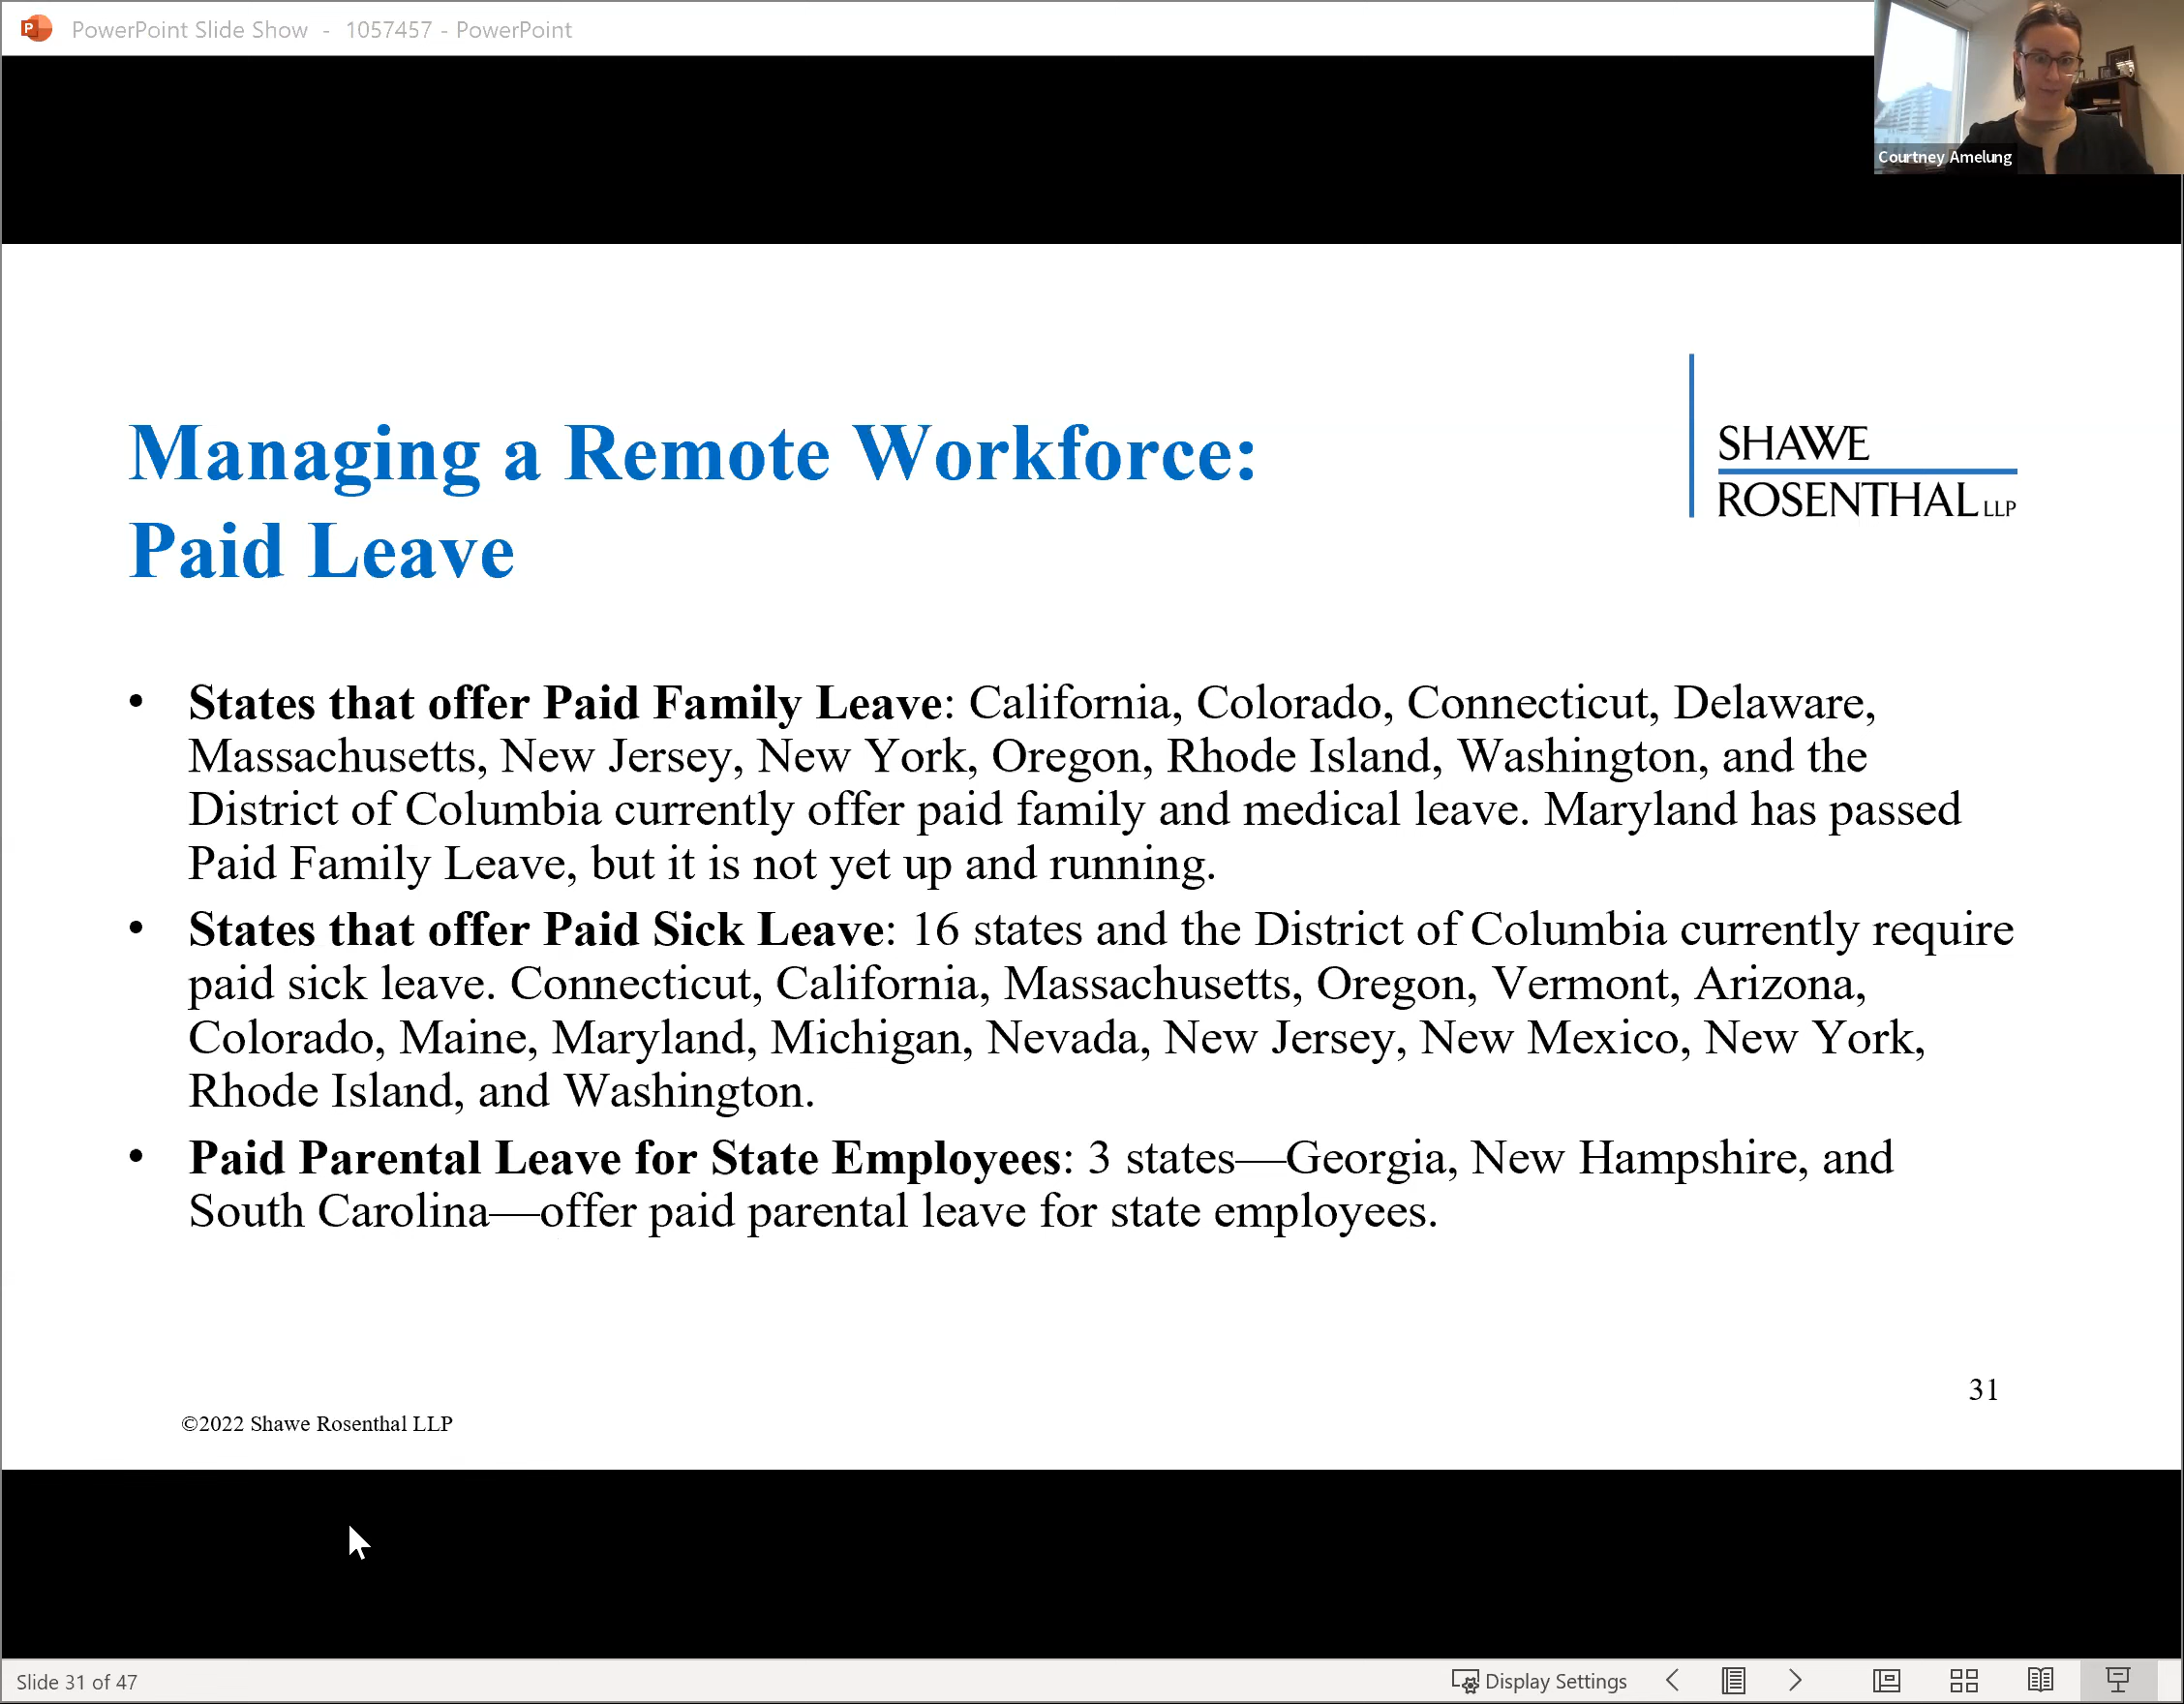 PowerPoint Slide Show - 1057457 - PowerPoint
Courtney Amelung
SHAWE
ROSENTHAL LLP
Managing a Remote Workforce:
Paid Leave
• States that offer Paid Family Leave: California, Colorado, Connecticut, Delaware,
Massachusetts, New Jersey, New York, Oregon, Rhode Island, Washington, and the
District of Columbia currently offer paid family and medical leave. Maryland has passed
Paid Family Leave, but it is not yet up and running.
• States that offer Paid Sick Leave: 16 states and the District of Columbia currently require
paid sick leave. Connecticut, California, Massachusetts, Oregon, Vermont, Arizona,
Colorado, Maine, Maryland, Michigan, Nevada, New Jersey, New Mexico, New York,
Rhode Island, and Washington.
• Paid Parental Leave for State Employees: 3 states—Georgia, New Hampshire, and
South Carolina—offer paid parental leave for state employees.
31
©2022 Shawe Rosenthal LLP
Slide 31 of 47
Display Settings